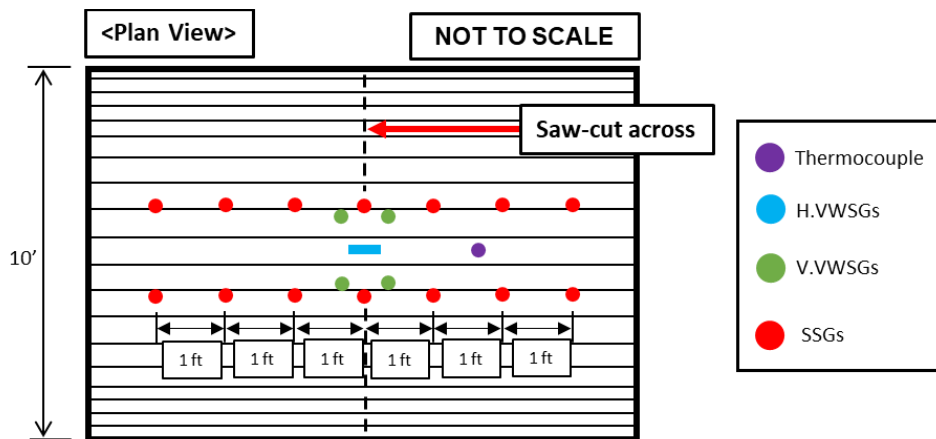 <Plan View>
NOT TO SCALE
Saw-cut across
10’
1 ft
1 ft
1 ft
1 ft
1 ft
1 ft
Thermocouple
H.VWSGs
V.VWSGs
SSGs